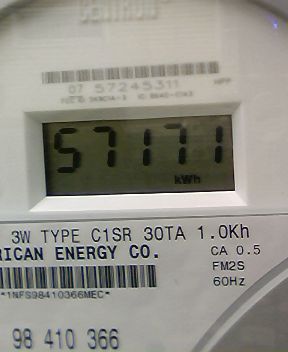 CENTRON
07 57245311
57171
kWh
3W TYPE C1SR 30TA 1.0Kh
RICAN ENERGY CO. CA 0.5
FM2S
60Hz
*1NFS98410366MEC*
98 410 366